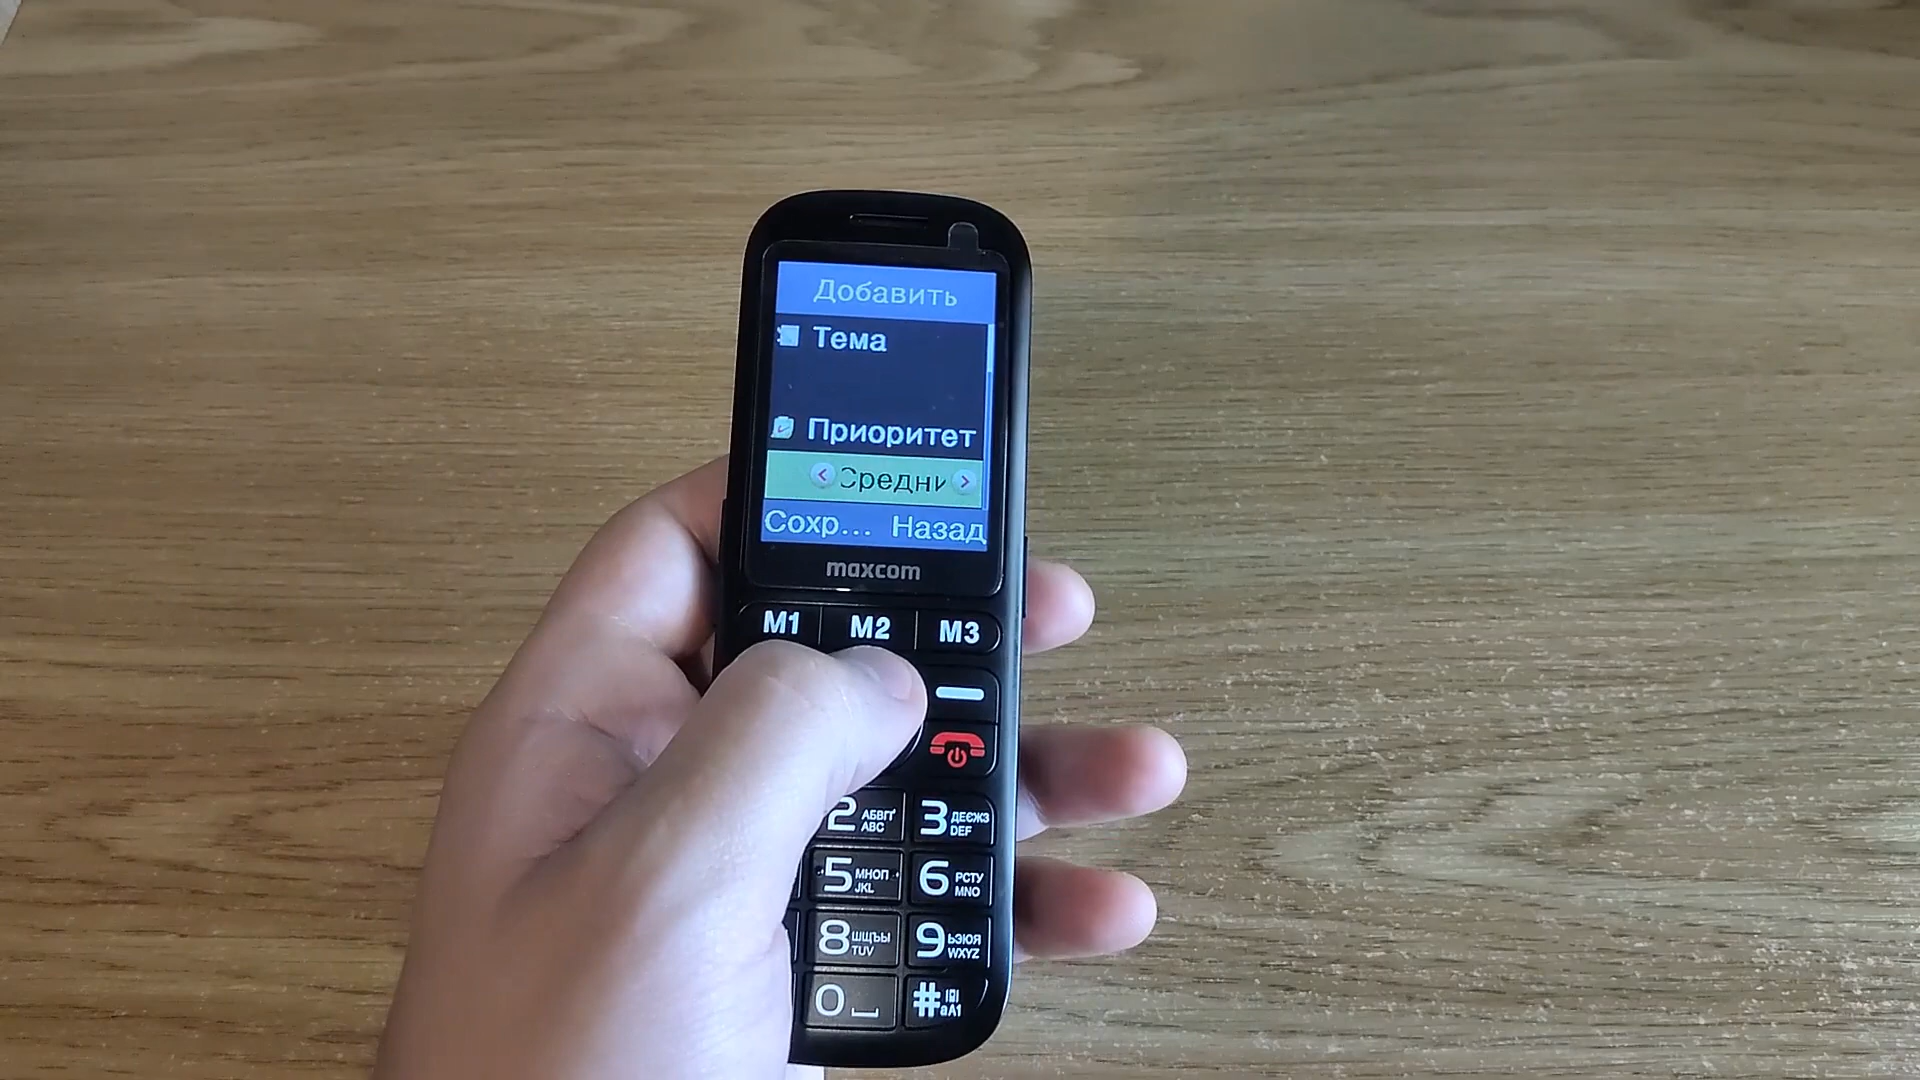 Добавить
Тема
Приоритет
Средни
Сохр... Назад
maxcom
M1 M2 M3
2 АБВГҐ ABC
3 ДЕЄЖЗ DEF
5 МНОП JKL
6 РСТУ MNO
8 ШЩЪЫ TUV
9 ЬЭЮЯ WXYZ
0
# aA1